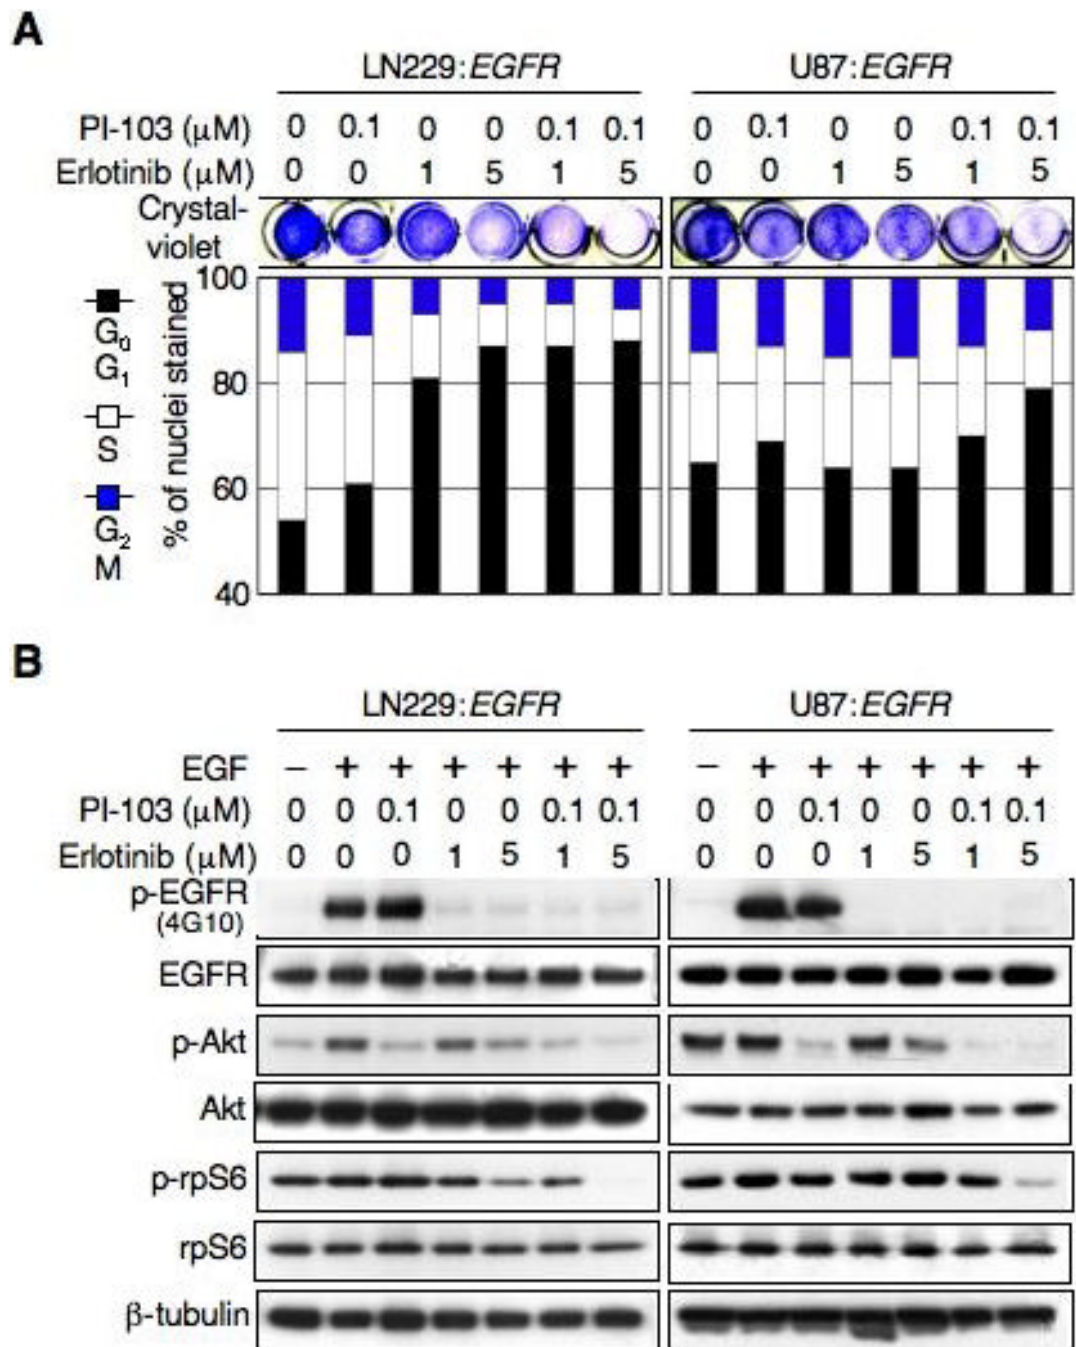 A
LN229:EGFR U87:EGFR
PI-103 (μM) 0 0.1 0 0 0.1 0.1 0 0.1 0 0 0.1 0.1
Erlotinib (μM) 0 0 1 5 1 5 0 0 1 5 1 5
Crystal-
violet
% of nuclei stained
100
80
60
40
G0
G1
S
G2
M
B
LN229:EGFR U87:EGFR
EGF – + + + + + + – + + + + + +
PI-103 (μM) 0 0 0.1 0 0 0.1 0.1 0 0 0.1 0 0 0.1 0.1
Erlotinib (μM) 0 0 0 1 5 1 5 0 0 0 1 5 1 5
p-EGFR
(4G10)
EGFR
p-Akt
Akt
p-rpS6
rpS6
β-tubulin